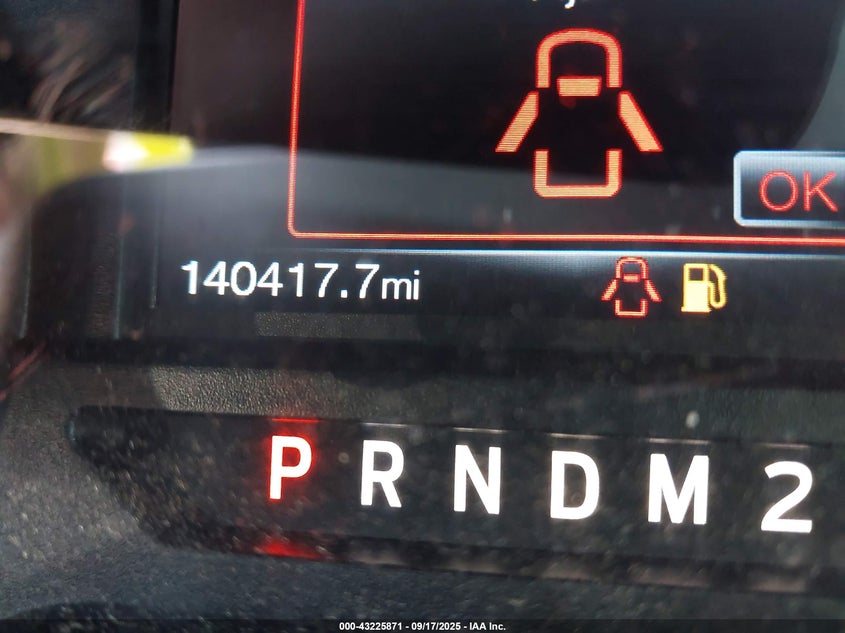 OK
140417.7mi
P R N D M 2
000-43225871 - 09/17/2025 - IAA Inc.